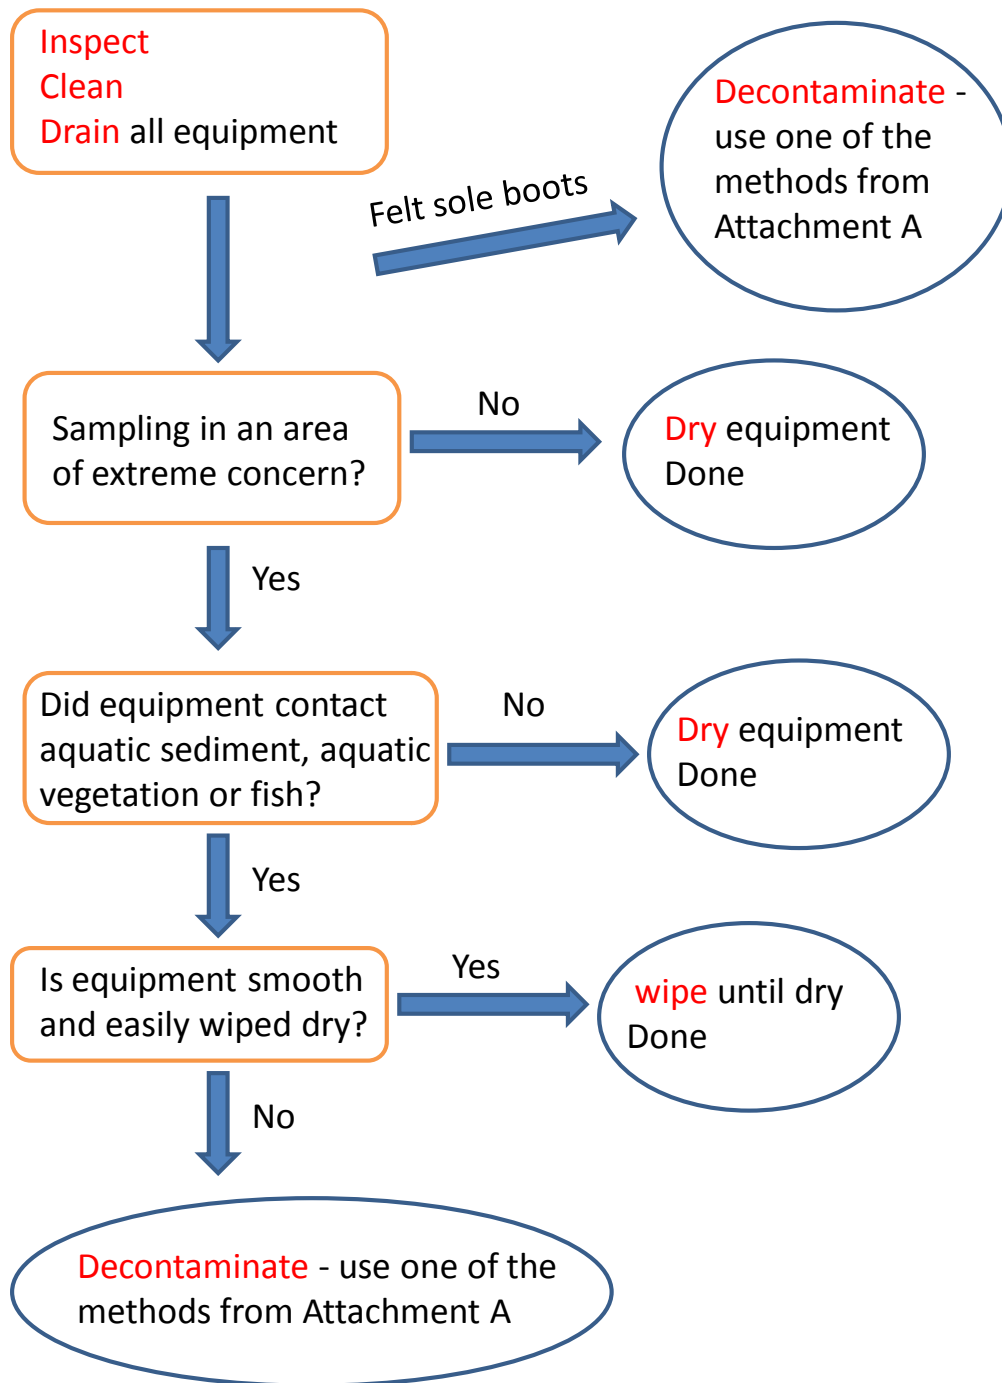 Inspect
Clean
Drain all equipment
Felt sole boots
Decontaminate -
use one of the
methods from
Attachment A
Sampling in an area
of extreme concern?
No
Dry equipment
Done
Yes
Did equipment contact
aquatic sediment, aquatic
vegetation or fish?
No
Dry equipment
Done
Yes
Is equipment smooth
and easily wiped dry?
Yes
wipe until dry
Done
No
Decontaminate - use one of the
methods from Attachment A